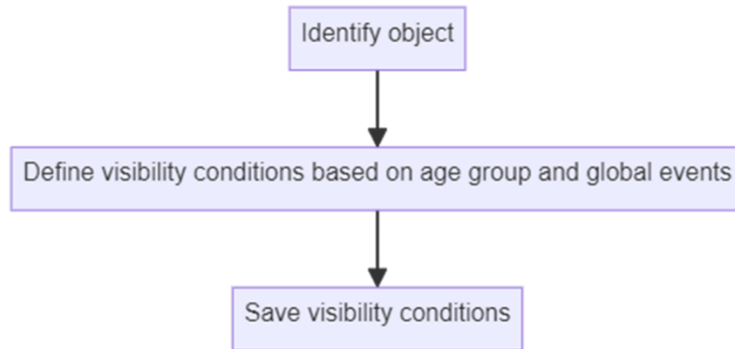 Identify object
Define visibility conditions based on age group and global events
Save visibility conditions